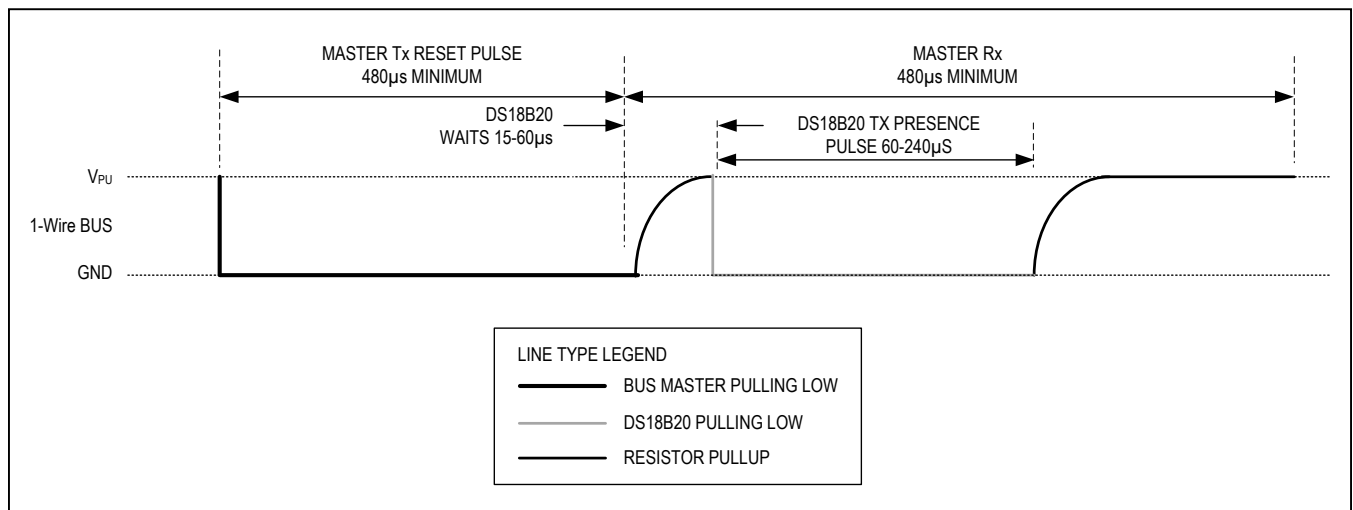 MASTER Tx RESET PULSE
480µs MINIMUM
MASTER Rx
480µs MINIMUM
DS18B20
WAITS 15-60µs
DS18B20 TX PRESENCE
PULSE 60-240µS
VPU
1-Wire BUS
GND
LINE TYPE LEGEND
BUS MASTER PULLING LOW
DS18B20 PULLING LOW
RESISTOR PULLUP